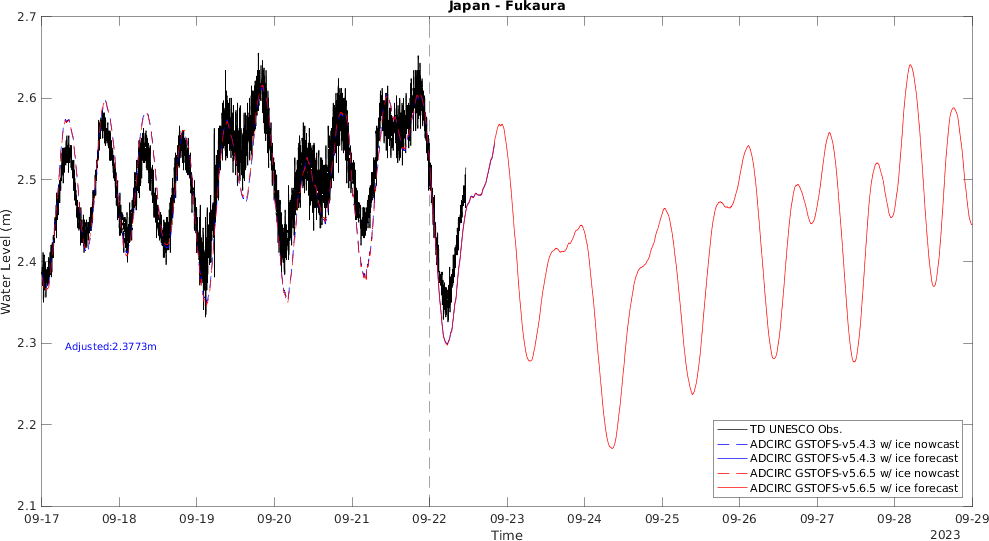 Japan - Fukaura
2.7
2.6
2.5
2.4
2.3
2.2
2.1
Water Level (m)
Adjusted:2.3773m
TD UNESCO Obs.
ADCIRC GSTOFS-v5.4.3 w/ ice nowcast
ADCIRC GSTOFS-v5.4.3 w/ ice forecast
ADCIRC GSTOFS-v5.6.5 w/ ice nowcast
ADCIRC GSTOFS-v5.6.5 w/ ice forecast
09-17 09-18 09-19 09-20 09-21 09-22 09-23 09-24 09-25 09-26 09-27 09-28 09-29
Time
2023